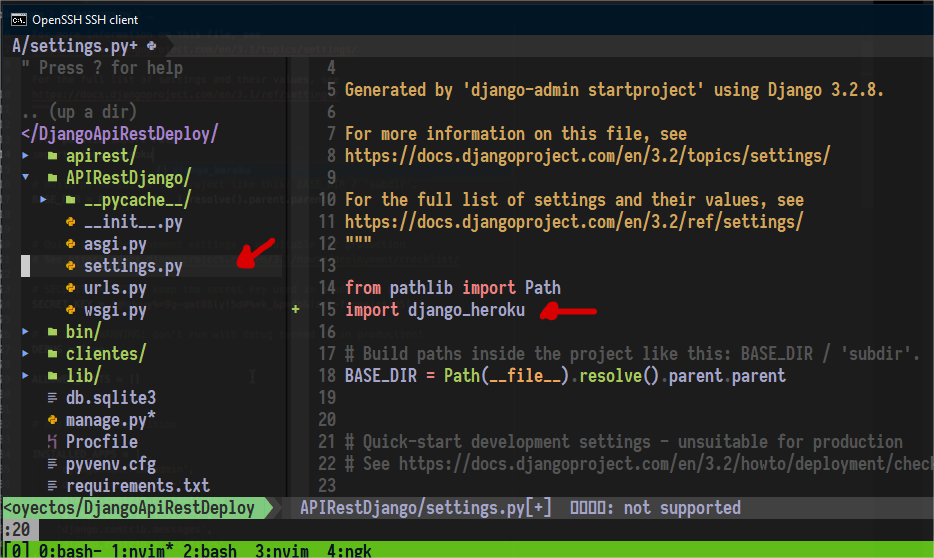 OpenSSH SSH client
A/settings.py+
" Press ? for help
.. (up a dir)
</DjangoApiRestDeploy/
apirest/
APIRestDjango/
__pycache__/
__init__.py
asgi.py
settings.py
urls.py
wsgi.py
bin/
clientes/
lib/
db.sqlite3
manage.py*
Procfile
pyvenv.cfg
requirements.txt
4
5 Generated by 'django-admin startproject' using Django 3.2.8.
6
7 For more information on this file, see
8 https://docs.djangoproject.com/en/3.2/topics/settings/
9
10 For the full list of settings and their values, see
11 https://docs.djangoproject.com/en/3.2/ref/settings/
12 """
13
14 from pathlib import Path
+ 15 import django_heroku
16
17 # Build paths inside the project like this: BASE_DIR / 'subdir'.
18 BASE_DIR = Path(__file__).resolve().parent.parent
19
20
21 # Quick-start development settings - unsuitable for production
22 # See https://docs.djangoproject.com/en/3.2/howto/deployment/chec
23
<oyectos/DjangoApiRestDeploy
APIRestDjango/settings.py[+] : not supported
:20
[0] 0:bash- 1:nvim* 2:bash 3:nvim 4:ngk